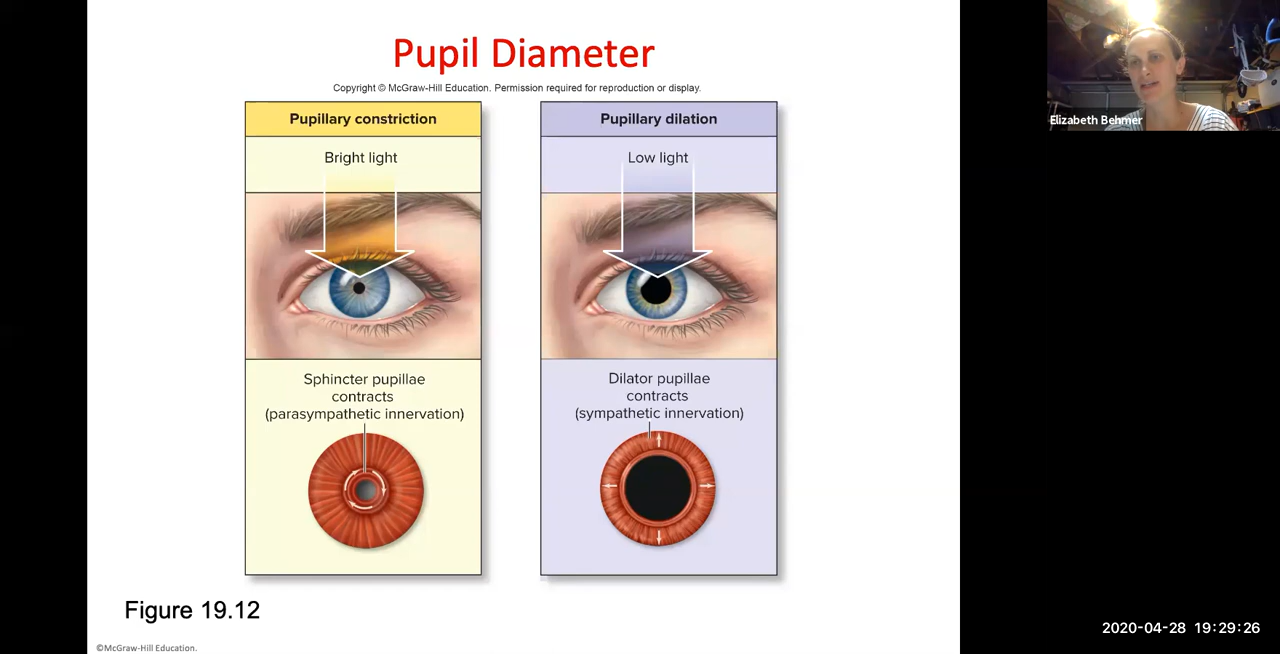 Pupil Diameter
Copyright © McGraw-Hill Education. Permission required for reproduction or display.
Pupillary constriction
Bright light
Sphincter pupillae
contracts
(parasympathetic innervation)
Pupillary dilation
Low light
Dilator pupillae
contracts
(sympathetic innervation)
Figure 19.12
©McGraw-Hill Education.
Elizabeth Behmer
2020-04-28 19:29:26